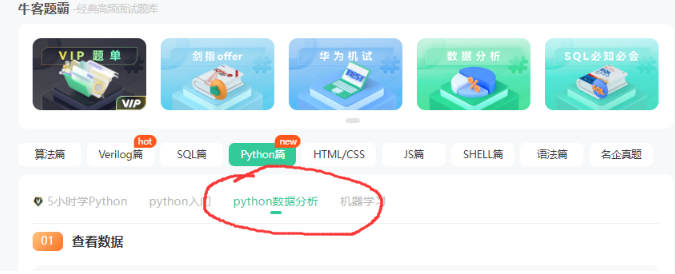 牛客题霸 -经典高频面试题库
VIP 题 单
VIP
剑指offer
华为机试
TEST
数据分析
SQL必知必会
算法篇
Verilog篇
hot
SQL篇
Python篇
new
HTML/CSS
JS篇
SHELL篇
语法篇
名企真题
5小时学Python
python入门
python数据分析
机器学习
01
查看数据